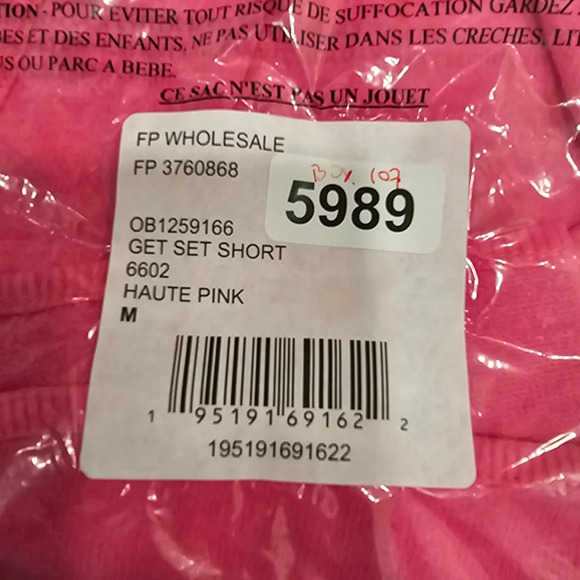 TION - POUR EVITER TOUT RISQUE DE SUFFOCATION GARDEZ
ES ET DES ENFANTS, NE PAS UTILISER DANS LES CRECHES, LIT
US OU PARC A BEBE.
CE SAC N'EST PAS UN JOUET
FP WHOLESALE
FP 3760868
Box 107
5989
OB1259166
GET SET SHORT
6602
HAUTE PINK
M
1 95191 69162 2
195191691622